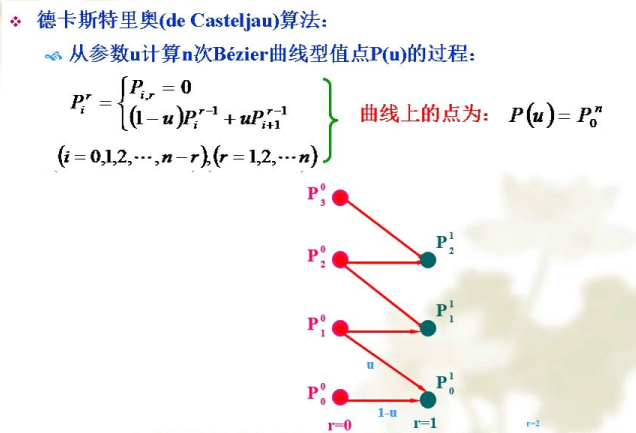 德卡斯特里奥(de Casteljau)算法：
从参数u计算n次Bézier曲线型值点P(u)的过程：
P_i^r = { P_{i,r} = 0
(1-u)P_i^{r-1} + uP_{i+1}^{r-1}
曲线上的点为： P(u) = P_0^n
(i = 0,1,2,⋯,n-r),(r = 1,2,⋯n)
P_3^0
P_2^1
P_2^0
P_1^1
P_1^0
u
P_0^1
P_0^0
1-u
r=0 r=1 r=2